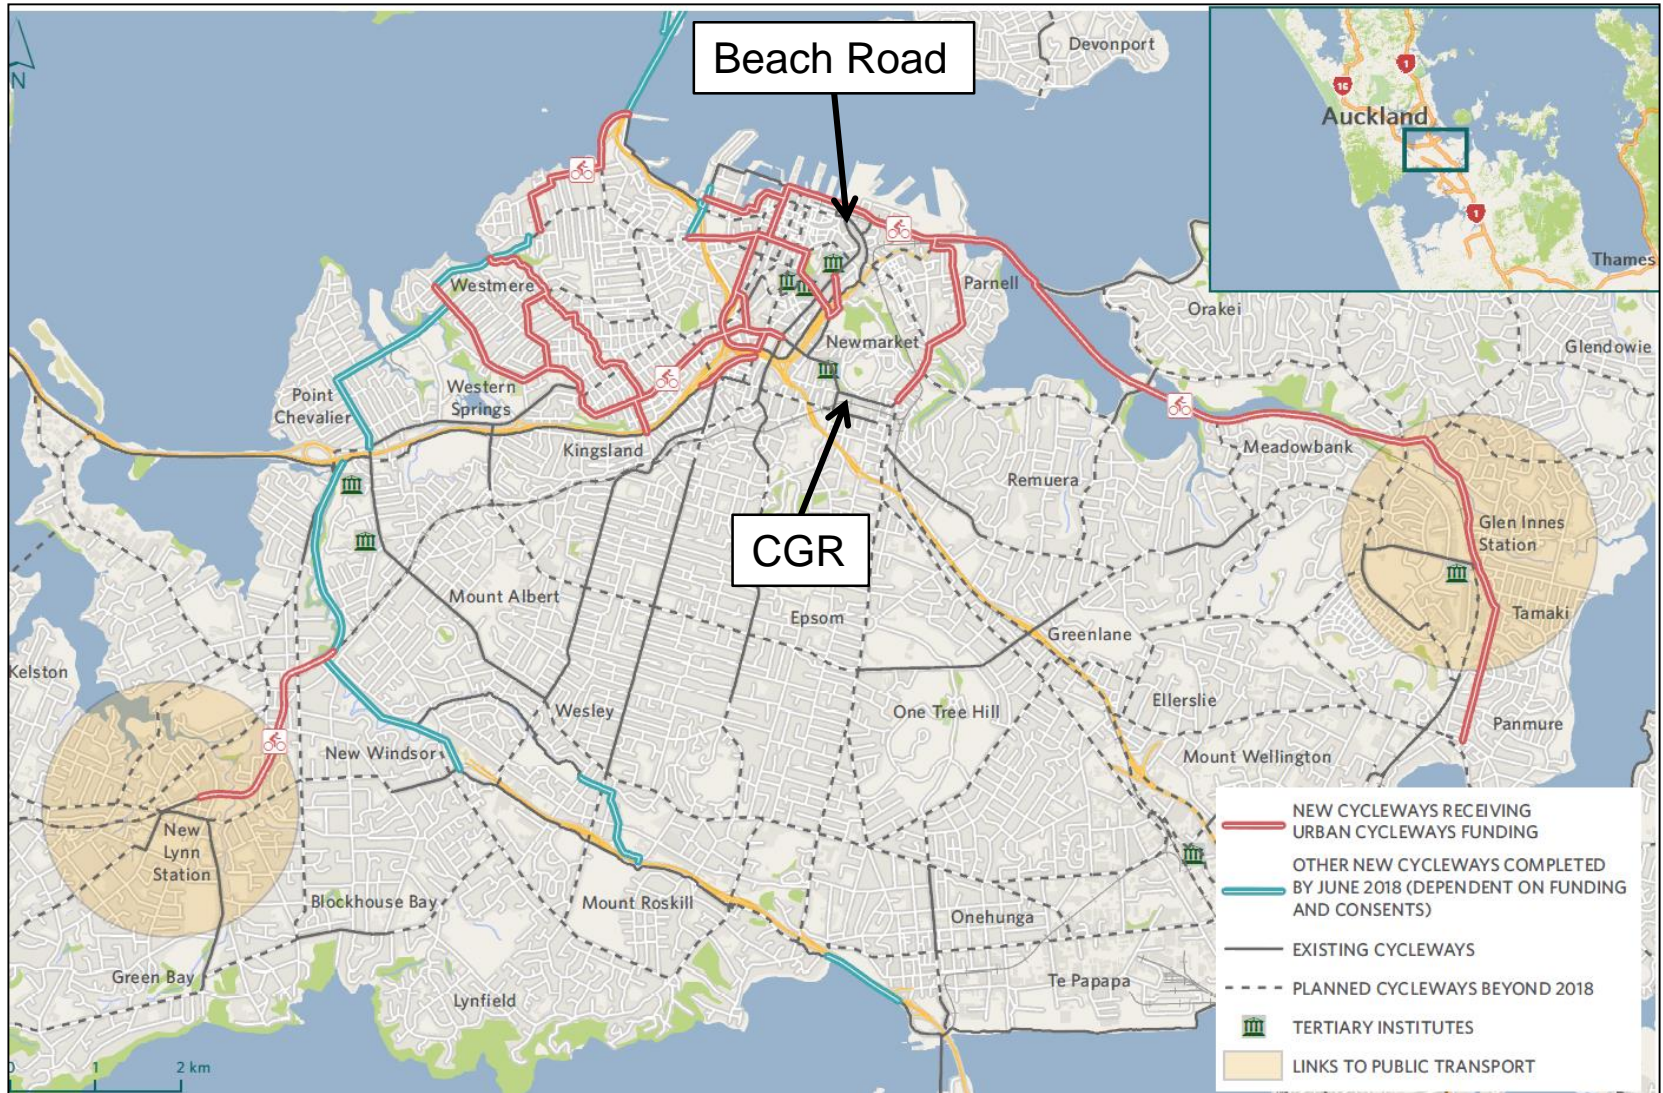 Beach Road
Devonport
N
16
1
Auckland
1
Thames
Westmere
Parnell
Orakei
Newmarket
Glendowie
Point
Chevalier
Western
Springs
Kingsland
Meadowbank
Remuera
CGR
Glen Innes
Station
Mount Albert
Epsom
Greenlane
Tamaki
Kelston
Wesley
One Tree Hill
Ellerslie
Panmure
New Windsor
Mount Wellington
New
Lynn
Station
Blockhouse Bay
Mount Roskill
Onehunga
Green Bay
Lynfield
Te Papapa
0 1 2 km
NEW CYCLEWAYS RECEIVING
URBAN CYCLEWAYS FUNDING
OTHER NEW CYCLEWAYS COMPLETED
BY JUNE 2018 (DEPENDENT ON FUNDING
AND CONSENTS)
EXISTING CYCLEWAYS
PLANNED CYCLEWAYS BEYOND 2018
TERTIARY INSTITUTES
LINKS TO PUBLIC TRANSPORT